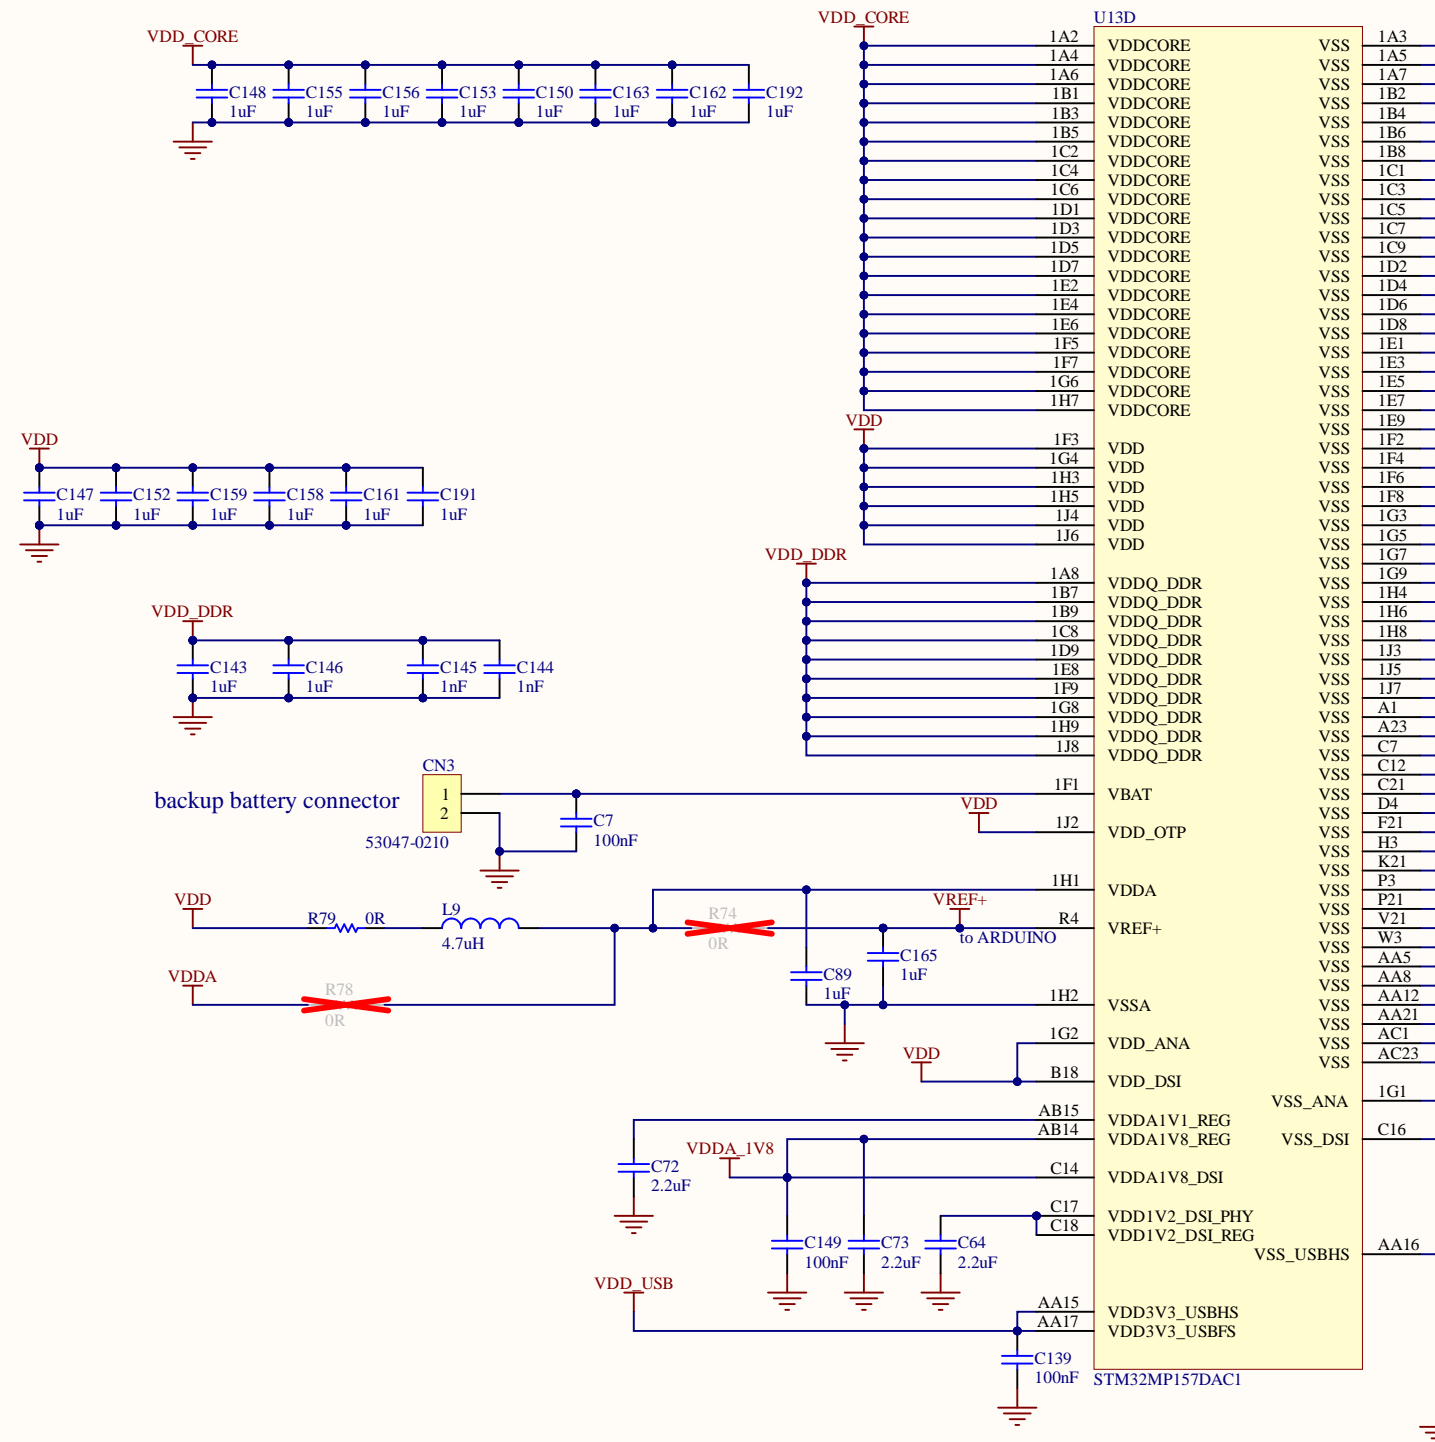 VDD_CORE
C148 C155 C156 C153 C150 C163 C162 C192
1uF 1uF 1uF 1uF 1uF 1uF 1uF 1uF
VDD
C147 C152 C159 C158 C161 C191
1uF 1uF 1uF 1uF 1uF 1uF
VDD_DDR
C143 C146 C145 C144
1uF 1uF 1nF 1nF
CN3
backup battery connector
1
2
53047-0210
C7
100nF
VDD
R79 0R
L9
4.7uH
R74
0R
VREF+
to ARDUINO
VDDA
R78
0R
C89
1uF
C165
1uF
VDD
VDDA_1V8
C72
2.2uF
C149
100nF
C73
2.2uF
C64
2.2uF
VDD_USB
C139
100nF
VDD_CORE
U13D
1A2 VDDCORE VSS 1A3
1A4 VDDCORE VSS 1A5
1A6 VDDCORE VSS 1A7
1B1 VDDCORE VSS 1B2
1B3 VDDCORE VSS 1B4
1B5 VDDCORE VSS 1B6
1C2 VDDCORE VSS 1B8
1C4 VDDCORE VSS 1C1
1C6 VDDCORE VSS 1C3
1D1 VDDCORE VSS 1C5
1D3 VDDCORE VSS 1C7
1D5 VDDCORE VSS 1C9
1D7 VDDCORE VSS 1D2
1E2 VDDCORE VSS 1D4
1E4 VDDCORE VSS 1D6
1E6 VDDCORE VSS 1D8
1F5 VDDCORE VSS 1E1
1F7 VDDCORE VSS 1E3
1G6 VDDCORE VSS 1E5
1H7 VDDCORE VSS 1E7
VDD
VSS 1E9
1F3 VDD VSS 1F2
1G4 VDD VSS 1F4
1H3 VDD VSS 1F6
1H5 VDD VSS 1F8
1J4 VDD VSS 1G3
1J6 VDD VSS 1G5
VDD_DDR
VSS 1G7
1A8 VDDQ_DDR VSS 1G9
1B7 VDDQ_DDR VSS 1H4
1B9 VDDQ_DDR VSS 1H6
1C8 VDDQ_DDR VSS 1H8
1D9 VDDQ_DDR VSS 1J3
1E8 VDDQ_DDR VSS 1J5
1F9 VDDQ_DDR VSS 1J7
1G8 VDDQ_DDR VSS A1
1H9 VDDQ_DDR VSS A23
1J8 VDDQ_DDR VSS C7
VSS C12
1F1 VBAT VSS C21
VDD
VSS D4
1J2 VDD_OTP VSS F21
VSS H3
VSS K21
1H1 VDDA VSS P3
VSS P21
R4 VREF+ VSS V21
VSS W3
VSS AA5
VSS AA8
1H2 VSSA VSS AA12
VSS AA21
1G2 VDD_ANA VSS AC1
VSS AC23
B18 VDD_DSI
VSS_ANA 1G1
AB15 VDDA1V1_REG
AB14 VDDA1V8_REG VSS_DSI C16
C14 VDDA1V8_DSI
C17 VDD1V2_DSI_PHY
C18 VDD1V2_DSI_REG
VSS_USBHS AA16
AA15 VDD3V3_USBHS
AA17 VDD3V3_USBFS
STM32MP157DAC1